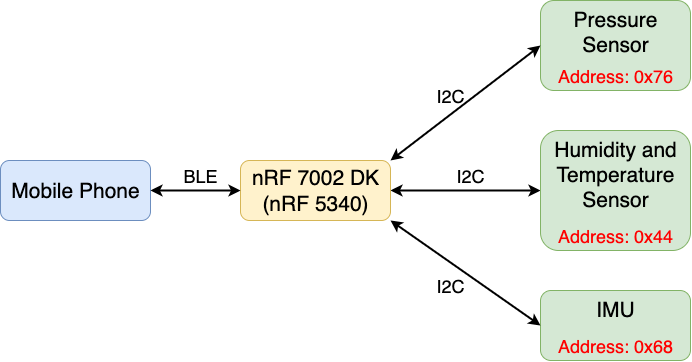 Pressure
Sensor
Address: 0x76
I2C
Mobile Phone
BLE
nRF 7002 DK
(nRF 5340)
I2C
Humidity and
Temperature
Sensor
Address: 0x44
I2C
IMU
Address: 0x68